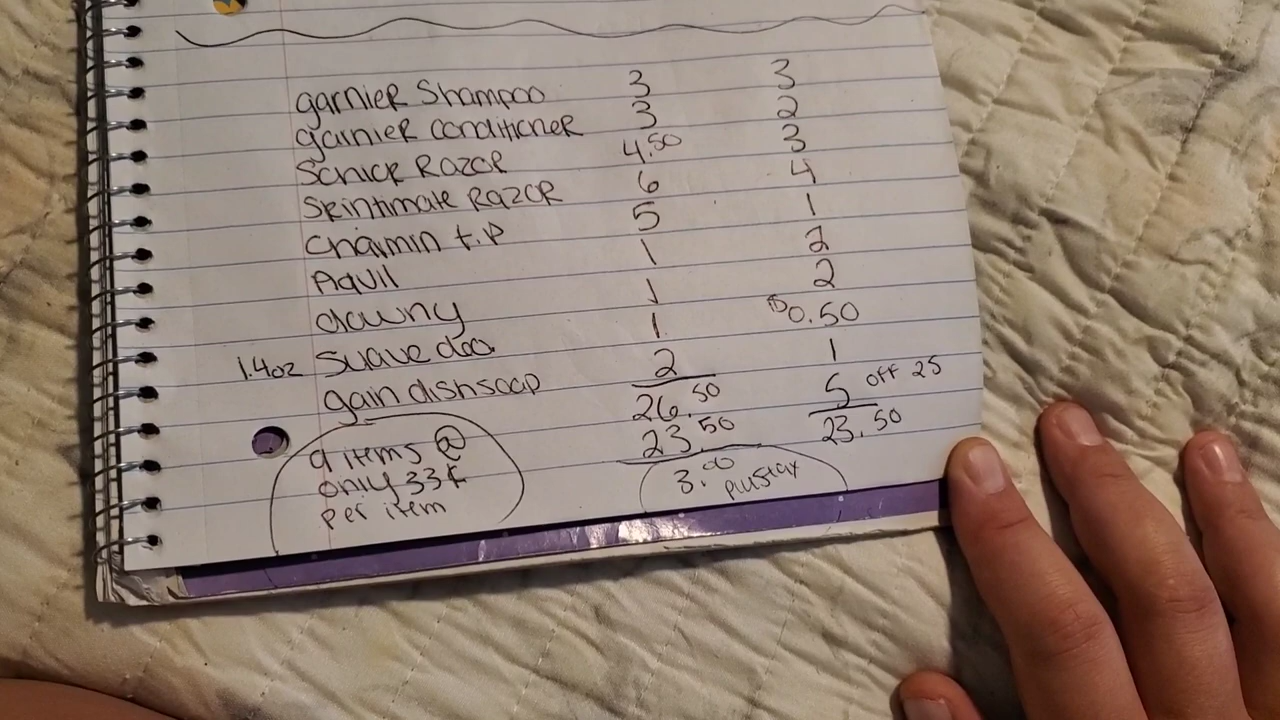 garnier Shampoo 3 3
garnier conditioner 3 2
Schick Razor 4.50 3
Skintimate Razor 6 4
charmin t.p 5 1
Advil 1 2
downy 1 2
1.4oz Suave deo. 1 $0.50
gain dishsoap 2 1
26.50 5 off 25
23.50 23.50
3.00 plus tax
9 items @
only 33¢
per item